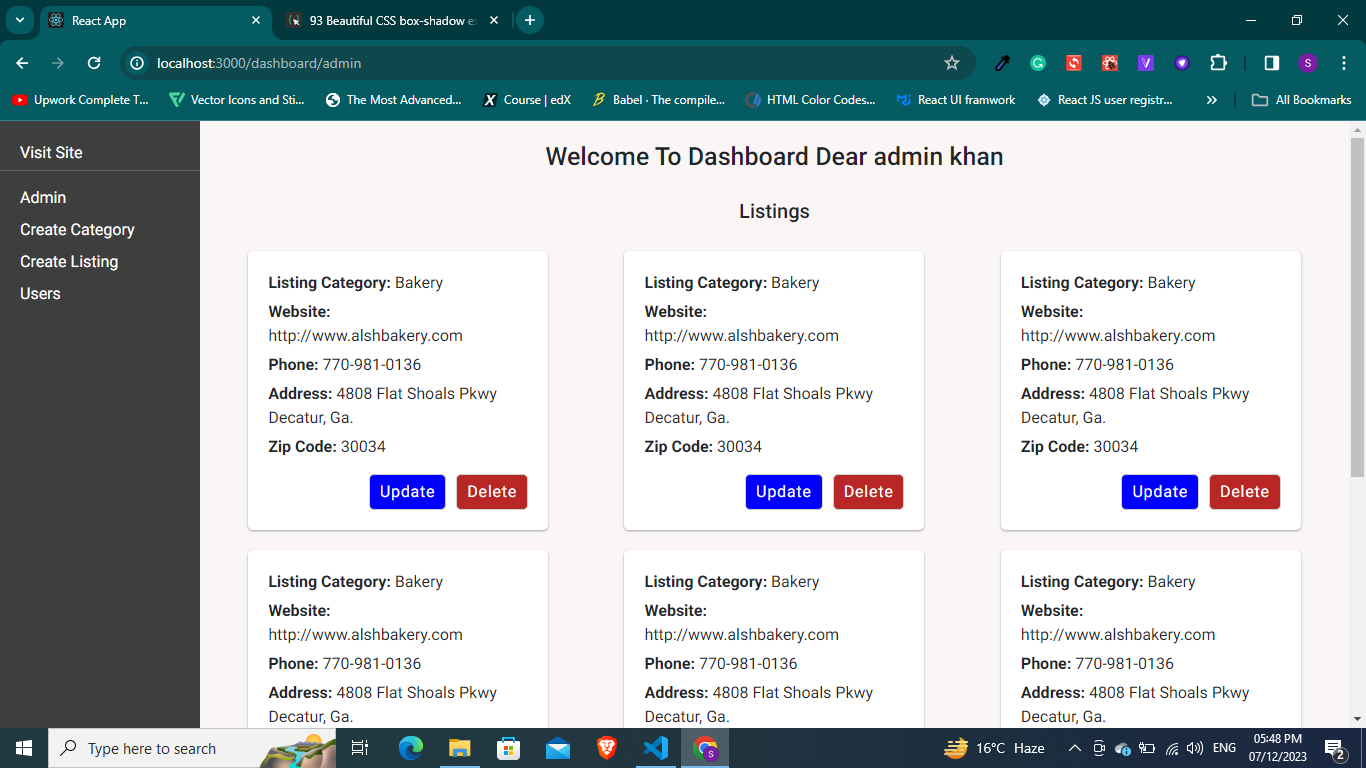 React App
93 Beautiful CSS box-shadow e
localhost:3000/dashboard/admin
Upwork Complete T...
Vector Icons and Sti...
The Most Advanced...
Course | edX
Babel · The compile...
HTML Color Codes...
React UI framwork
React JS user registr...
All Bookmarks
Visit Site
Admin
Create Category
Create Listing
Users
Welcome To Dashboard Dear admin khan
Listings
Listing Category: Bakery
Website:
http://www.alshbakery.com
Phone: 770-981-0136
Address: 4808 Flat Shoals Pkwy
Decatur, Ga.
Zip Code: 30034
Update Delete
Listing Category: Bakery
Website:
http://www.alshbakery.com
Phone: 770-981-0136
Address: 4808 Flat Shoals Pkwy
Decatur, Ga.
Zip Code: 30034
Update Delete
Listing Category: Bakery
Website:
http://www.alshbakery.com
Phone: 770-981-0136
Address: 4808 Flat Shoals Pkwy
Decatur, Ga.
Zip Code: 30034
Update Delete
Listing Category: Bakery
Website:
http://www.alshbakery.com
Phone: 770-981-0136
Address: 4808 Flat Shoals Pkwy
Decatur, Ga.
Listing Category: Bakery
Website:
http://www.alshbakery.com
Phone: 770-981-0136
Address: 4808 Flat Shoals Pkwy
Decatur, Ga.
Listing Category: Bakery
Website:
http://www.alshbakery.com
Phone: 770-981-0136
Address: 4808 Flat Shoals Pkwy
Decatur, Ga.
Type here to search
16°C Haze
ENG
05:48 PM
07/12/2023
2